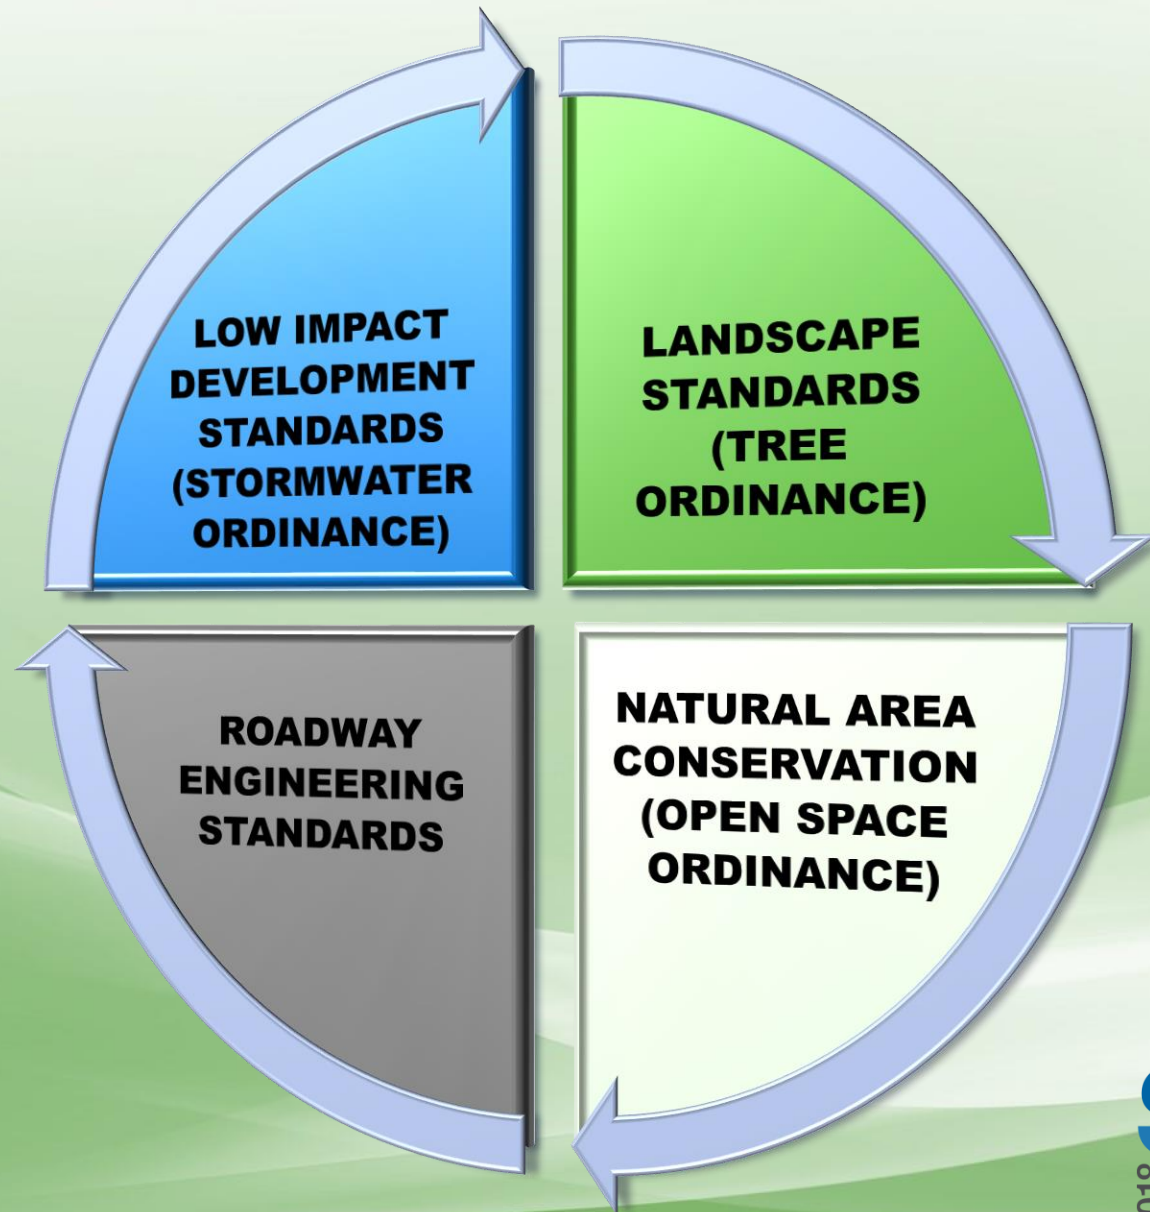 LOW IMPACT
DEVELOPMENT
STANDARDS
(STORMWATER
ORDINANCE)
LANDSCAPE
STANDARDS
(TREE
ORDINANCE)
ROADWAY
ENGINEERING
STANDARDS
NATURAL AREA
CONSERVATION
(OPEN SPACE
ORDINANCE)